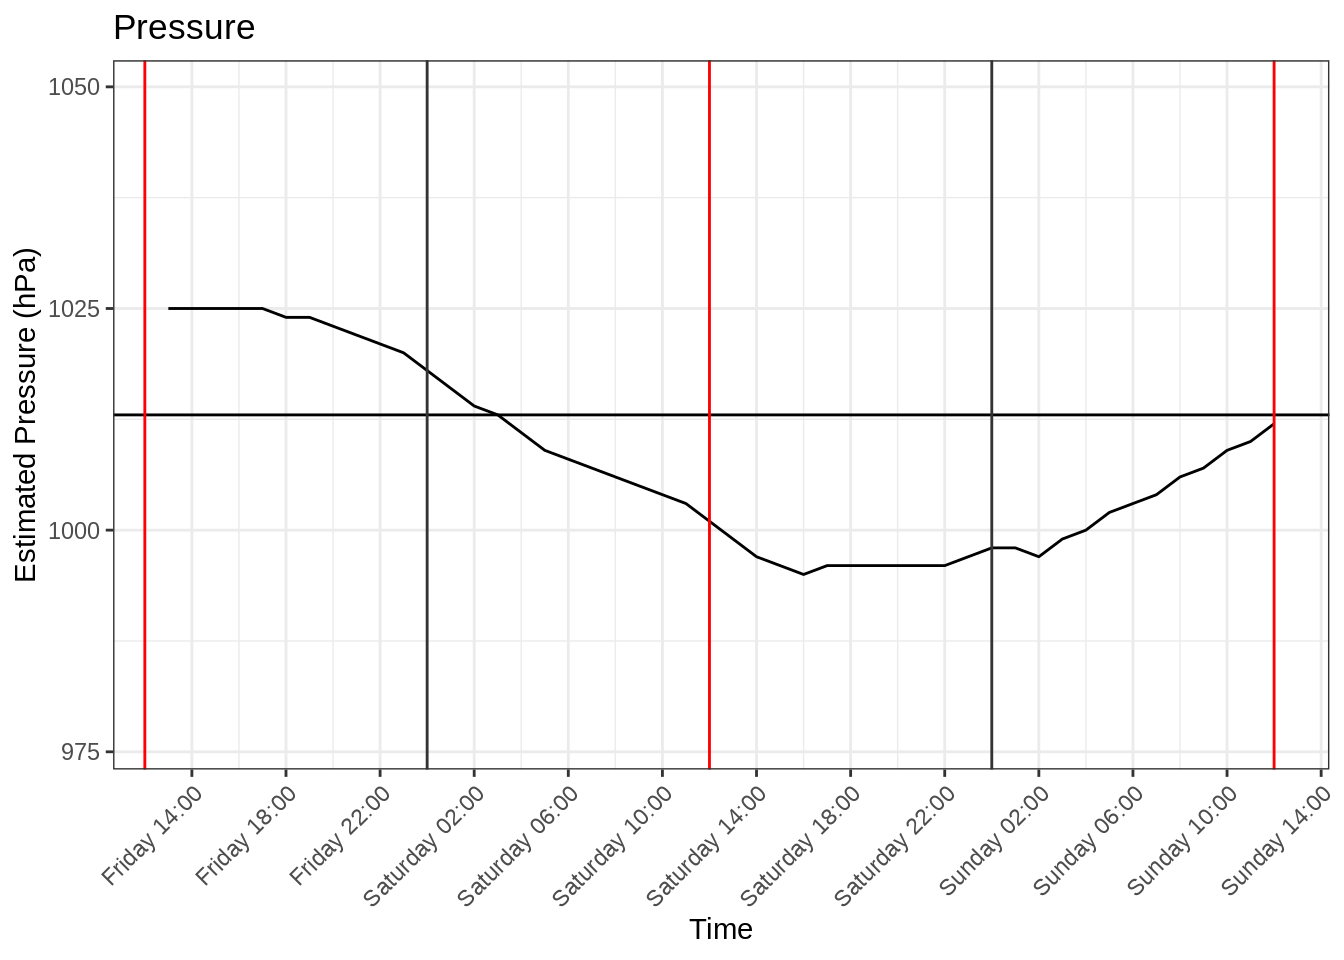 Pressure
Estimated Pressure (hPa)
1050
1025
1000
975
Friday 14:00
Friday 18:00
Friday 22:00
Saturday 02:00
Saturday 06:00
Saturday 10:00
Saturday 14:00
Saturday 18:00
Saturday 22:00
Sunday 02:00
Sunday 06:00
Sunday 10:00
Sunday 14:00
Time